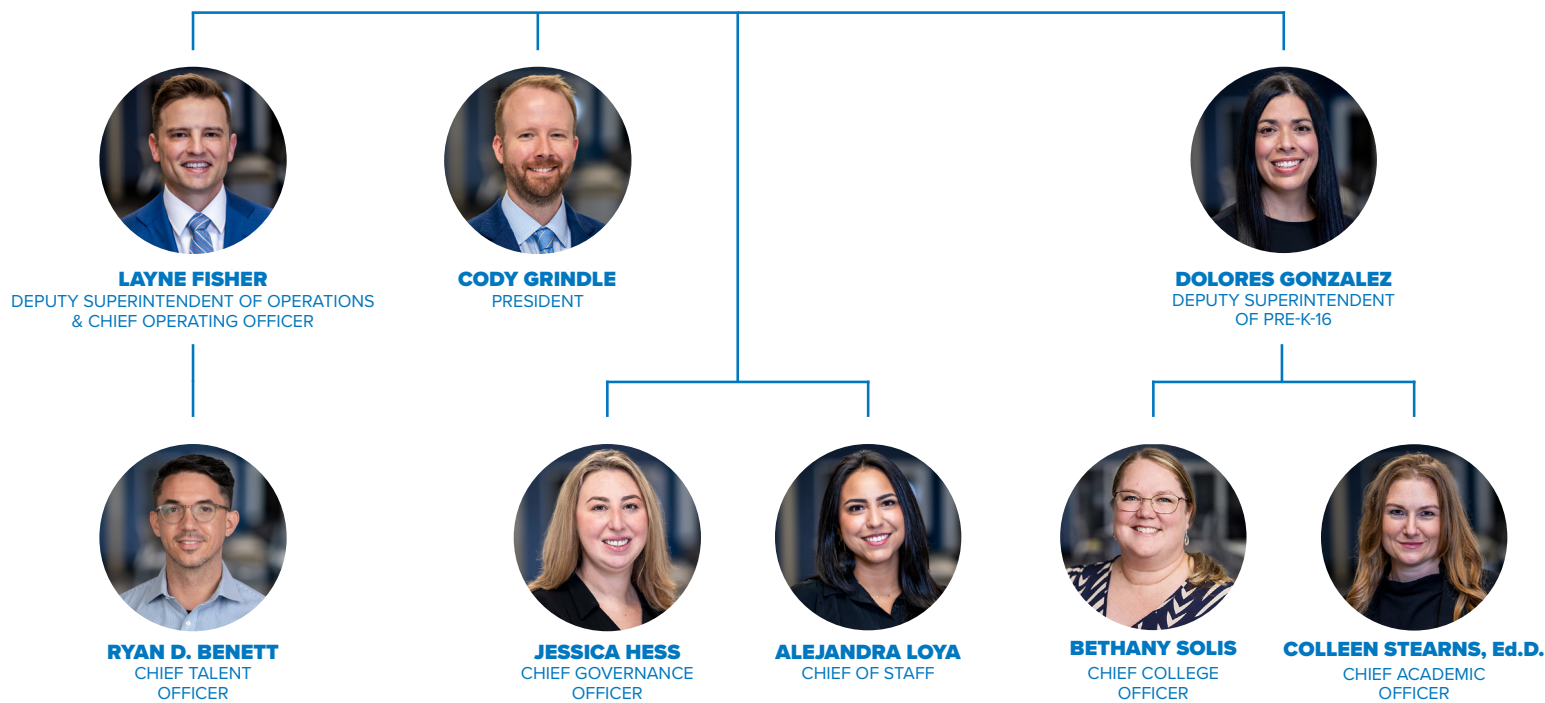 LAYNE FISHER
DEPUTY SUPERINTENDENT OF OPERATIONS
& CHIEF OPERATING OFFICER
CODY GRINDLE
PRESIDENT
DOLORES GONZALEZ
DEPUTY SUPERINTENDENT
OF PRE-K-16
RYAN D. BENETT
CHIEF TALENT
OFFICER
JESSICA HESS
CHIEF GOVERNANCE
OFFICER
ALEJANDRA LOYA
CHIEF OF STAFF
BETHANY SOLIS
CHIEF COLLEGE
OFFICER
COLLEEN STEARNS, Ed.D.
CHIEF ACADEMIC
OFFICER